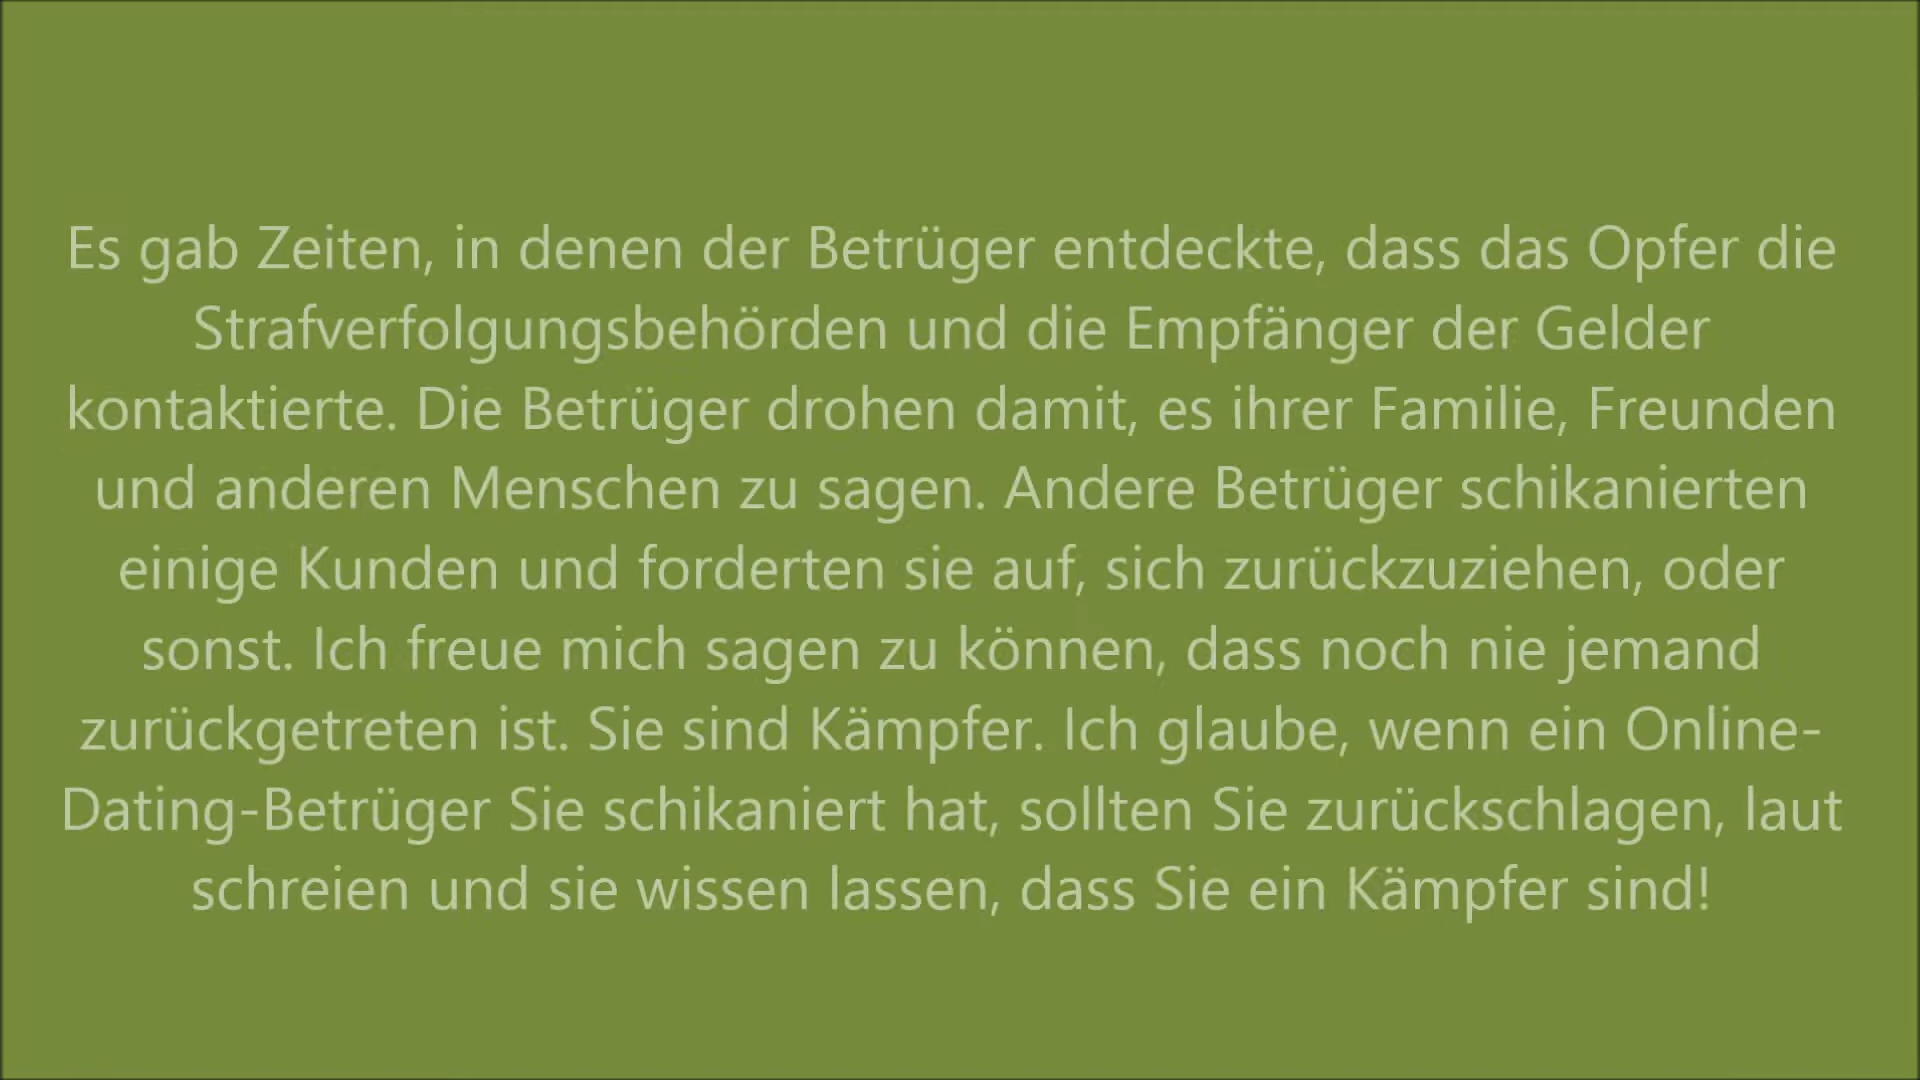 Es gab Zeiten, in denen der Betrüger entdeckte, dass das Opfer die
Strafverfolgungsbehörden und die Empfänger der Gelder
kontaktierte. Die Betrüger drohen damit, es ihrer Familie, Freunden
und anderen Menschen zu sagen. Andere Betrüger schikanierten
einige Kunden und forderten sie auf, sich zurückzuziehen, oder
sonst. Ich freue mich sagen zu können, dass noch nie jemand
zurückgetreten ist. Sie sind Kämpfer. Ich glaube, wenn ein Online-
Dating-Betrüger Sie schikaniert hat, sollten Sie zurückschlagen, laut
schreien und sie wissen lassen, dass Sie ein Kämpfer sind!